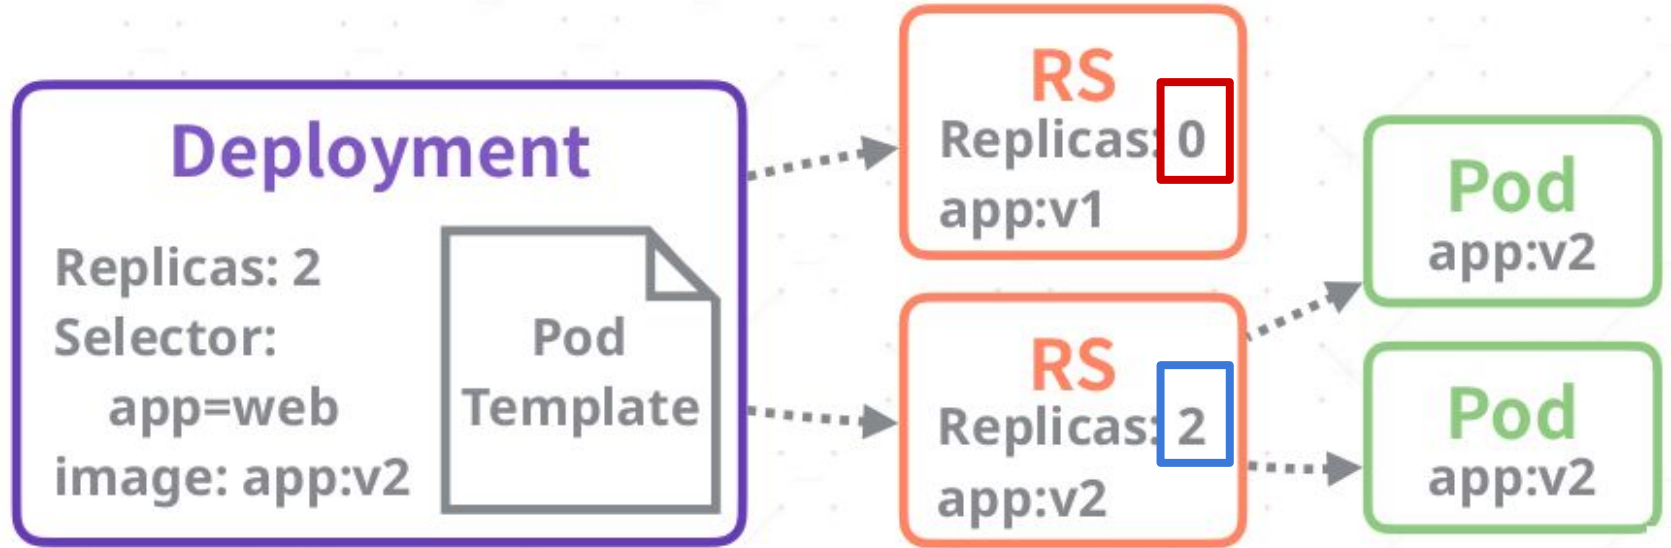 Deployment
Replicas: 2
Selector:
app=web
image: app:v2
Pod
Template
RS
Replicas: 0
app:v1
RS
Replicas: 2
app:v2
Pod
app:v2
Pod
app:v2